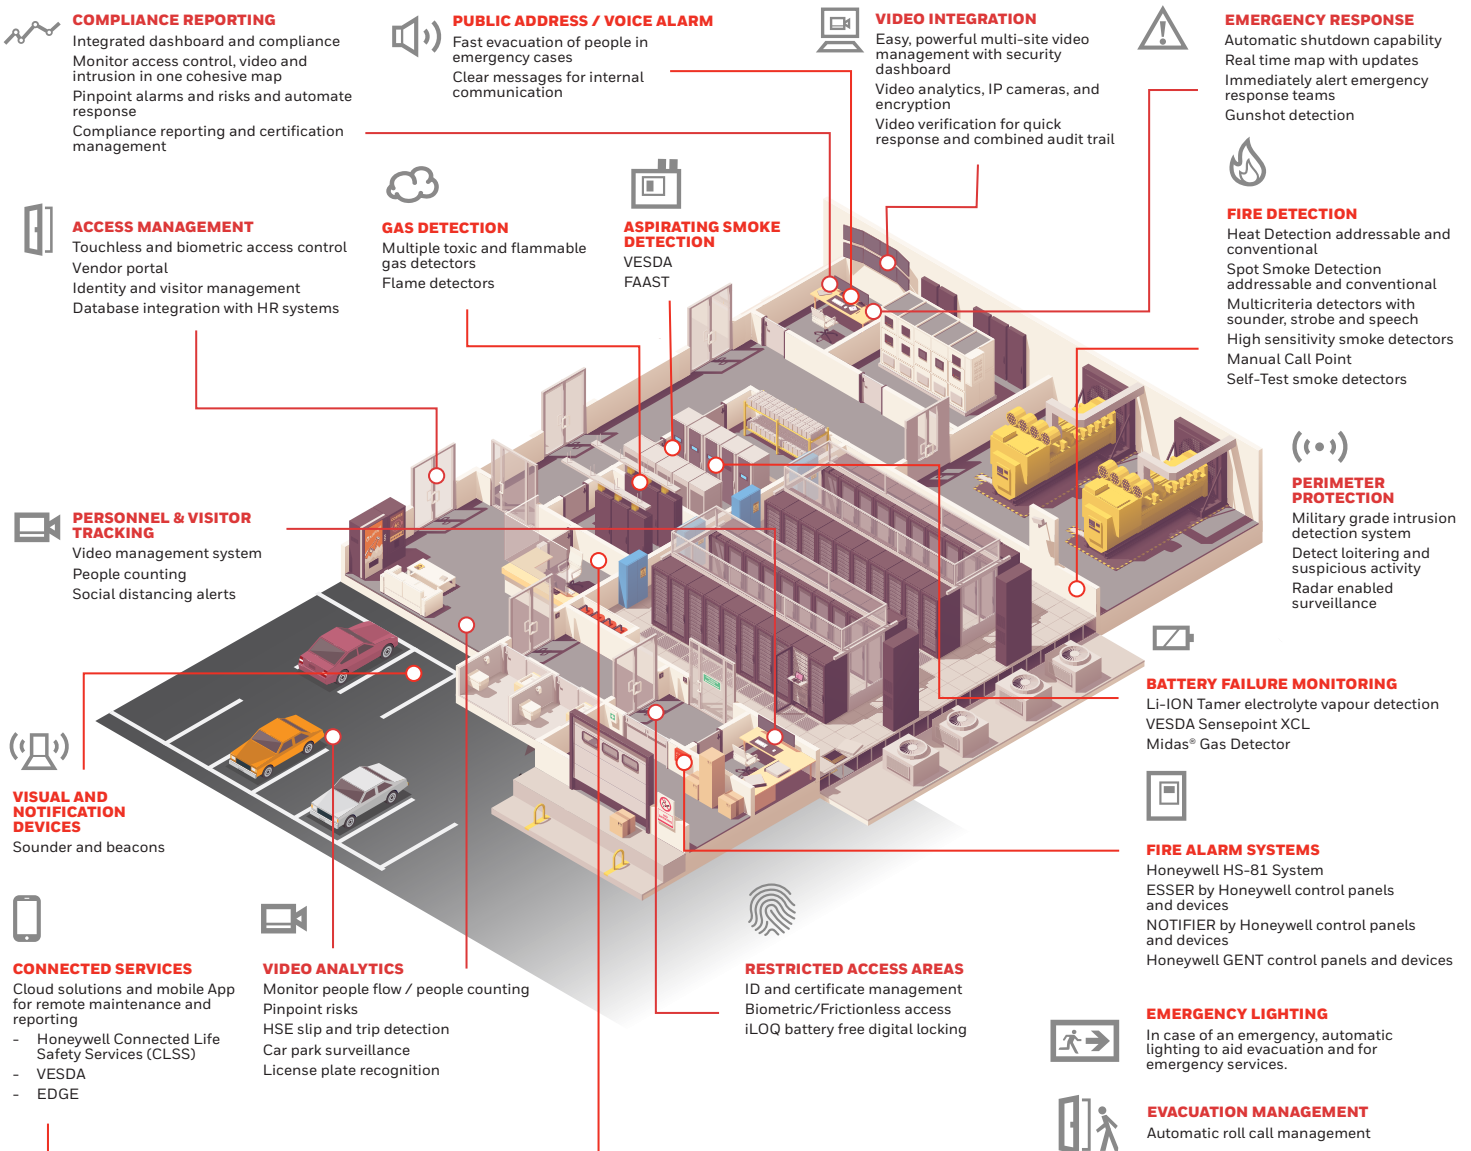 COMPLIANCE REPORTING
Integrated dashboard and compliance
Monitor access control, video and
intrusion in one cohesive map
Pinpoint alarms and risks and automate
response
Compliance reporting and certification
management
PUBLIC ADDRESS / VOICE ALARM
Fast evacuation of people in
emergency cases
Clear messages for internal
communication
VIDEO INTEGRATION
Easy, powerful multi-site video
management with security
dashboard
Video analytics, IP cameras, and
encryption
Video verification for quick
response and combined audit trail
EMERGENCY RESPONSE
Automatic shutdown capability
Real time map with updates
Immediately alert emergency
response teams
Gunshot detection
ACCESS MANAGEMENT
Touchless and biometric access control
Vendor portal
Identity and visitor management
Database integration with HR systems
GAS DETECTION
Multiple toxic and flammable
gas detectors
Flame detectors
ASPIRATING SMOKE
DETECTION
VESDA
FAAST
FIRE DETECTION
Heat Detection addressable and
conventional
Spot Smoke Detection
addressable and conventional
Multicriteria detectors with
sounder, strobe and speech
High sensitivity smoke detectors
Manual Call Point
Self-Test smoke detectors
PERIMETER
PROTECTION
Military grade intrusion
detection system
Detect loitering and
suspicious activity
Radar enabled
surveillance
PERSONNEL & VISITOR
TRACKING
Video management system
People counting
Social distancing alerts
BATTERY FAILURE MONITORING
Li-ION Tamer electrolyte vapour detection
VESDA Sensepoint XCL
Midas® Gas Detector
VISUAL AND
NOTIFICATION
DEVICES
Sounder and beacons
FIRE ALARM SYSTEMS
Honeywell HS-81 System
ESSER by Honeywell control panels
and devices
NOTIFIER by Honeywell control panels
and devices
Honeywell GENT control panels and devices
CONNECTED SERVICES
Cloud solutions and mobile App
for remote maintenance and
reporting
- Honeywell Connected Life
Safety Services (CLSS)
- VESDA
- EDGE
VIDEO ANALYTICS
Monitor people flow / people counting
Pinpoint risks
HSE slip and trip detection
Car park surveillance
License plate recognition
RESTRICTED ACCESS AREAS
ID and certificate management
Biometric/Frictionless access
iLOQ battery free digital locking
EMERGENCY LIGHTING
In case of an emergency, automatic
lighting to aid evacuation and for
emergency services.
EVACUATION MANAGEMENT
Automatic roll call management